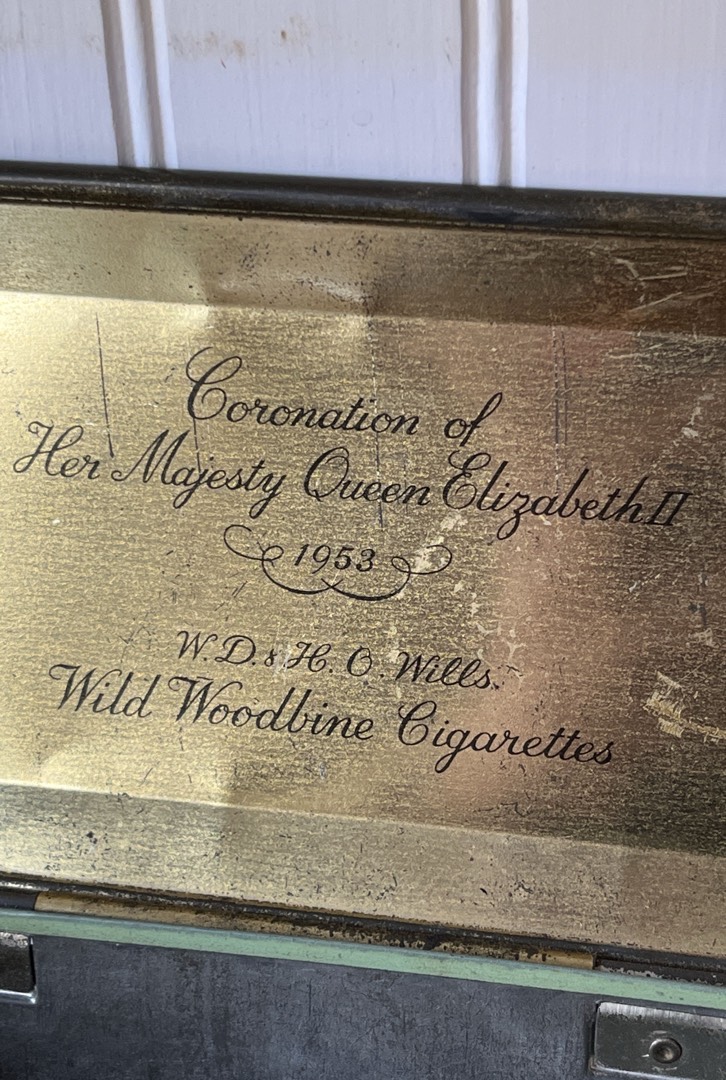 Coronation of
Her Majesty Queen Elizabeth II
1953
W.D. & H. O. Wills.
Wild Woodbine Cigarettes